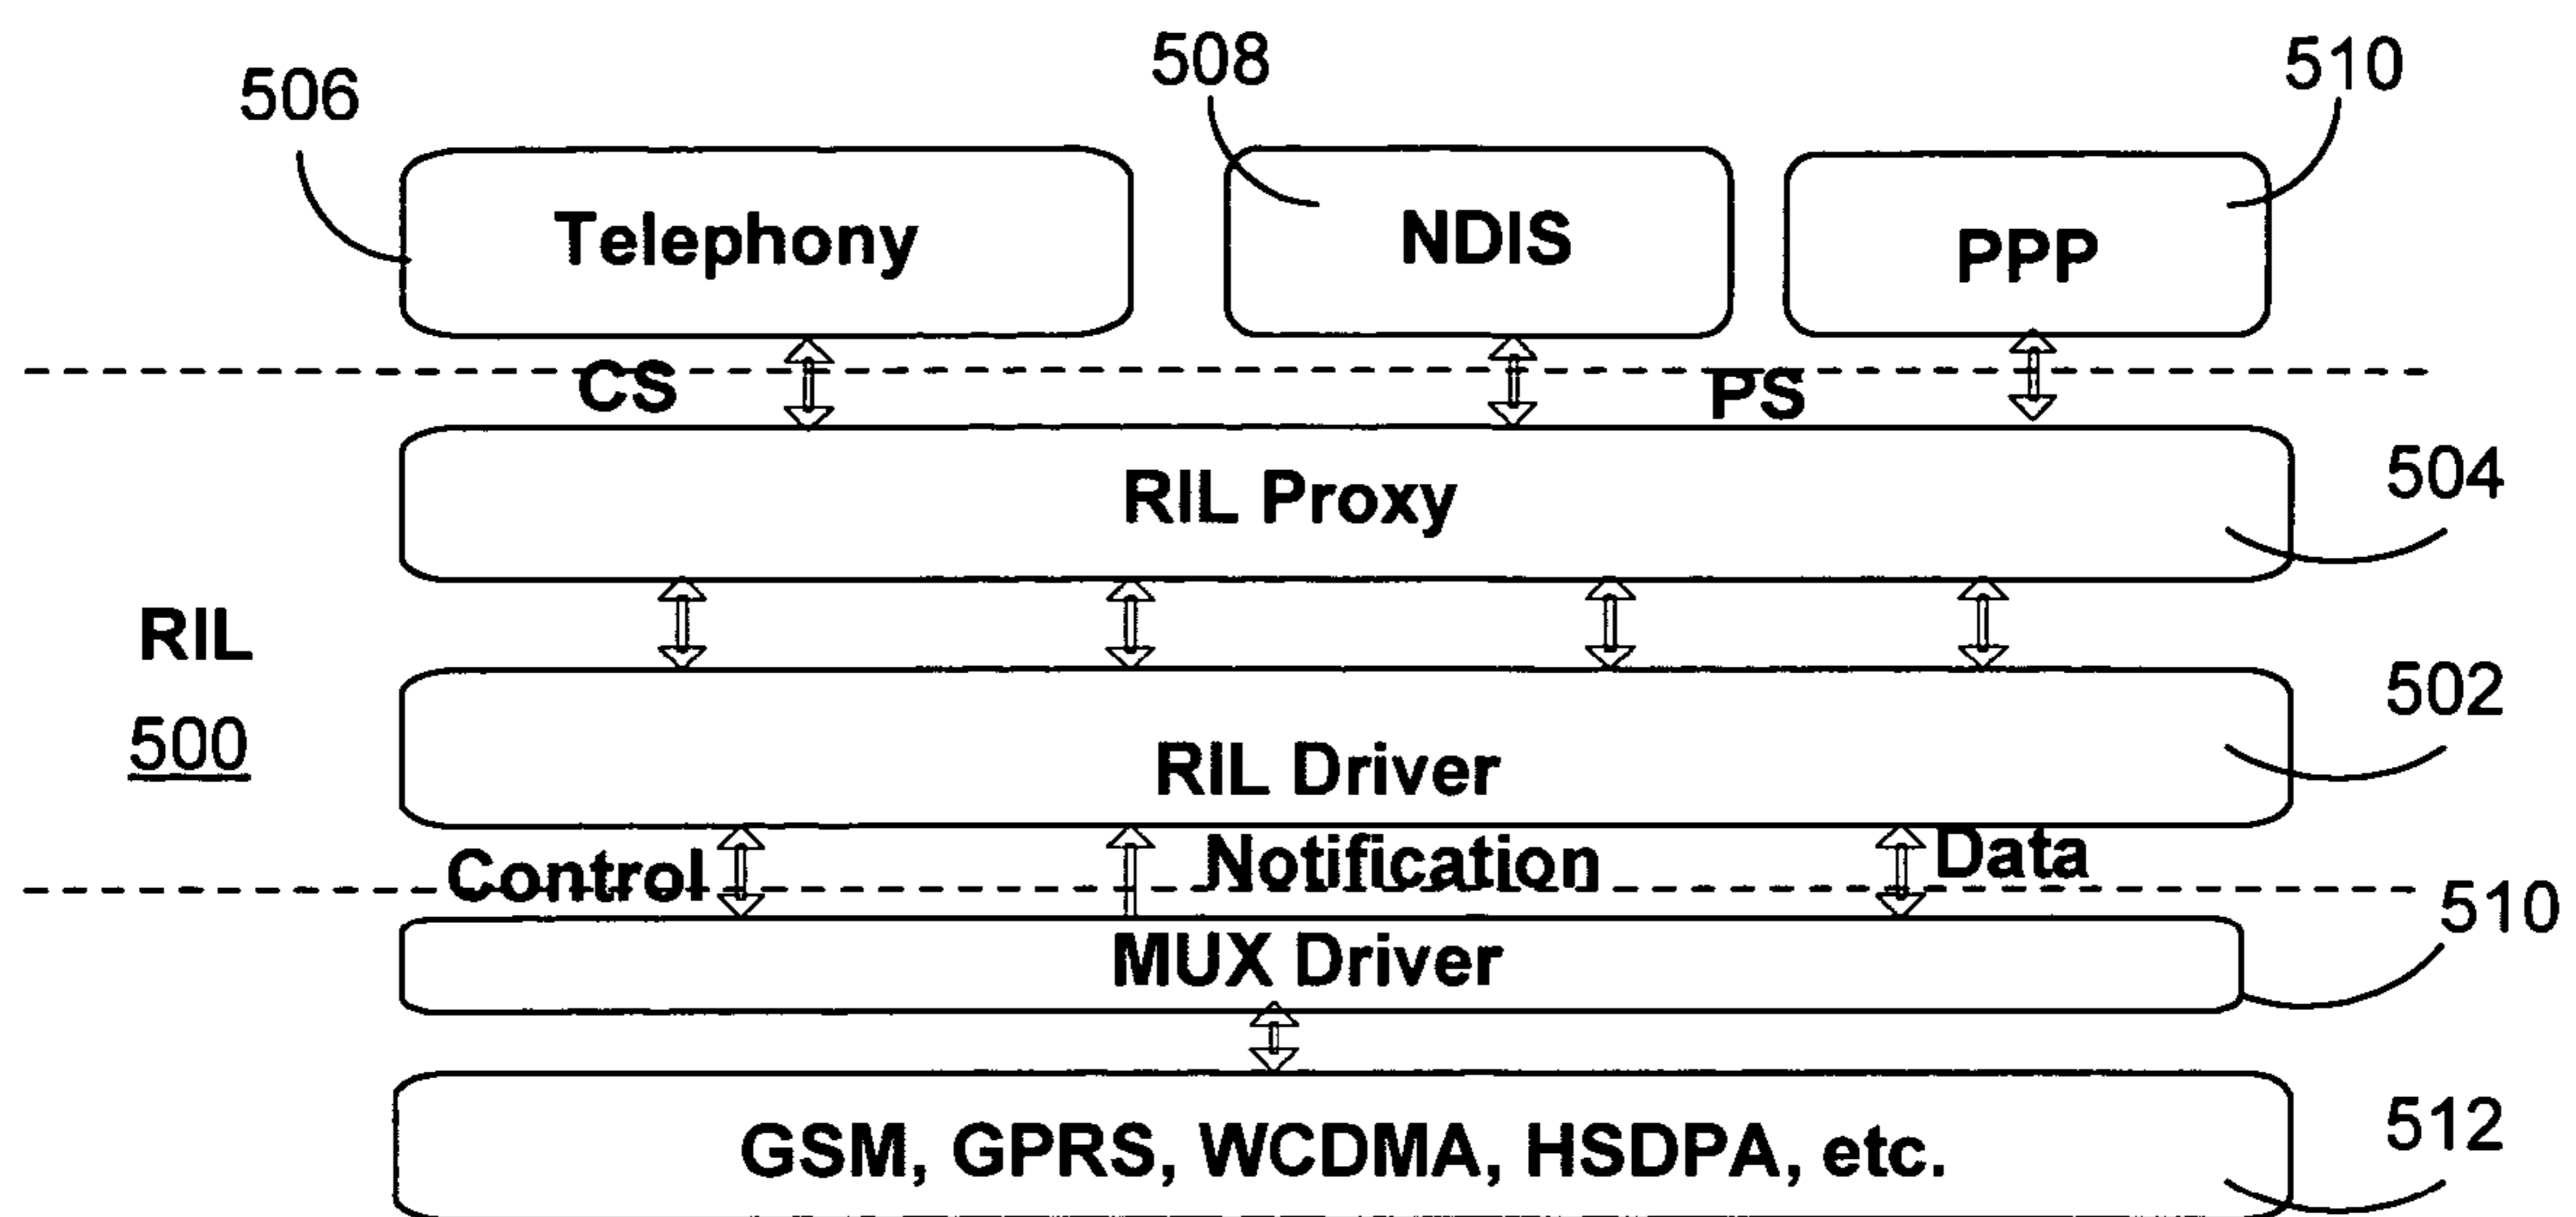 506
508
510
Telephony
NDIS
PPP
CS
PS
RIL Proxy
504
RIL
500
RIL Driver
502
Control
Notification
Data
MUX Driver
510
GSM, GPRS, WCDMA, HSDPA, etc.
512